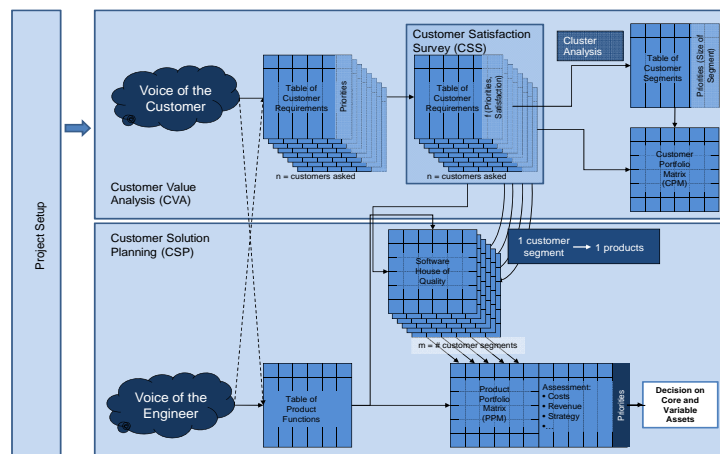 Project Setup
Customer Satisfaction
Survey (CSS)
Cluster
Analysis
Voice of the
Customer
Table of
Customer
Requirements
Priorities
Table of
Customer
Requirements
f (Priorities,
Satisfaction)
Table of
Customer
Segments
Priorities (Size of
Segment)
n = customers asked
n = customers asked
Customer
Portfolio
Matrix
(CPM)
Customer Value
Analysis (CVA)
Customer Solution
Planning (CSP)
Software
House of
Quality
1 customer
segment
1 products
m = # customer segments
Voice of the
Engineer
Table of
Product
Functions
Product
Portfolio
Matrix
(PPM)
Assessment:
• Costs
• Revenue
• Strategy
•...
Priorities
Decision on
Core and
Variable
Assets